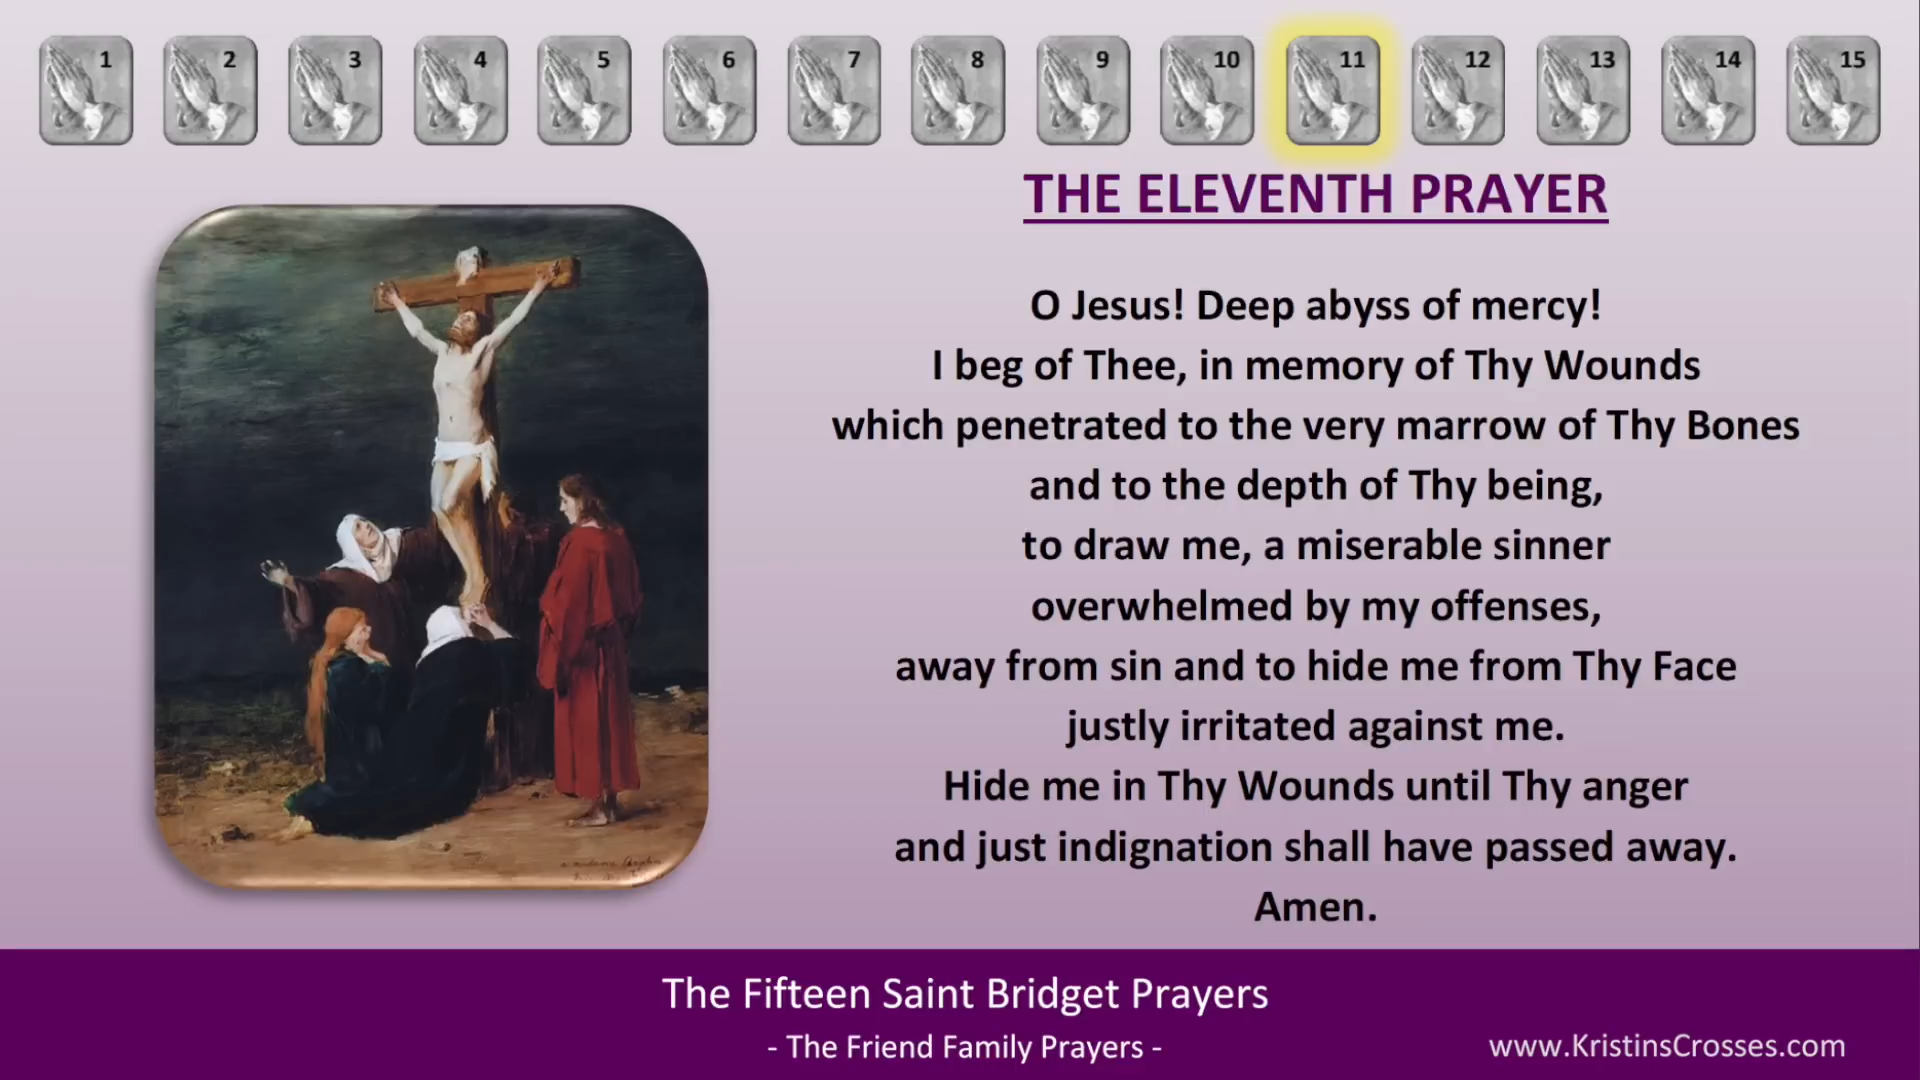 1 2 3 4 5 6 7 8 9 10 11 12 13 14 15
THE ELEVENTH PRAYER
O Jesus! Deep abyss of mercy!
I beg of Thee, in memory of Thy Wounds
which penetrated to the very marrow of Thy Bones
and to the depth of Thy being,
to draw me, a miserable sinner
overwhelmed by my offenses,
away from sin and to hide me from Thy Face
justly irritated against me.
Hide me in Thy Wounds until Thy anger
and just indignation shall have passed away.
Amen.
The Fifteen Saint Bridget Prayers
- The Friend Family Prayers -
www.KristinsCrosses.com